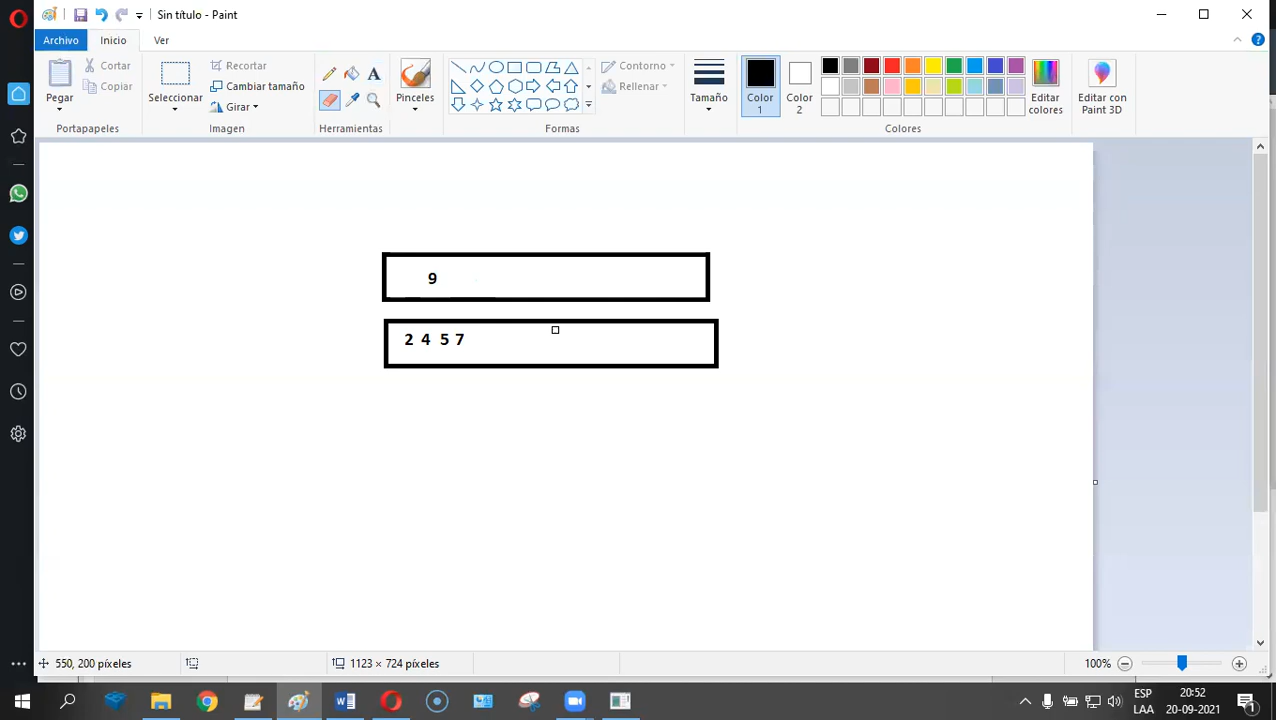 Sin título - Paint
Archivo Inicio Ver
Pegar
Cortar
Copiar
Portapapeles
Seleccionar
Recortar
Cambiar tamaño
Girar
Imagen
A
Herramientas
Pinceles
Contorno
Rellenar
Formas
Tamaño
Color
1
Color
2
Editar
colores
Colores
Editar con
Paint 3D
9
2 4 5 7
550, 200 píxeles
1123 × 724 píxeles
100%
ESP
LAA
20:52
20-09-2021
1